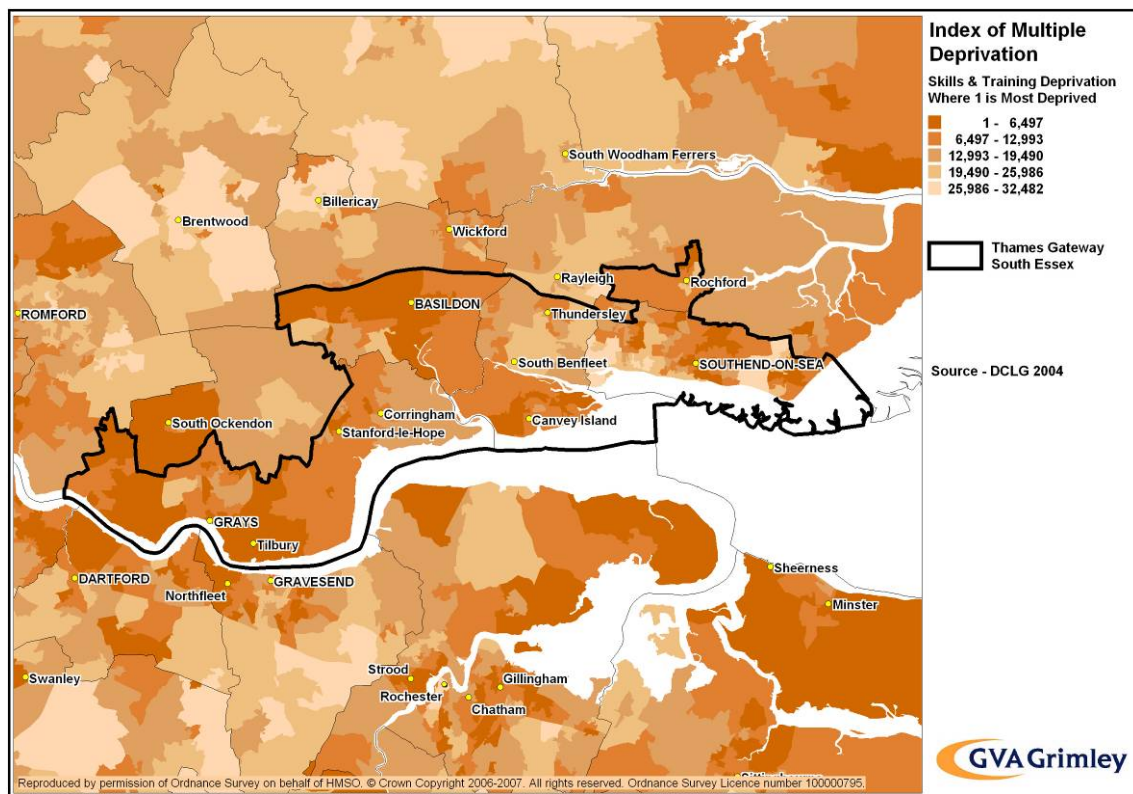 Index of Multiple
Deprivation
Skills & Training Deprivation
Where 1 is Most Deprived
1 - 6,497
6,497 - 12,993
12,993 - 19,490
19,490 - 25,986
25,986 - 32,482
Thames Gateway
South Essex
Source - DCLG 2004
South Woodham Ferrers
Billericay
Brentwood
Wickford
Rayleigh
Rochford
BASILDON
ROMFORD
Thundersley
South Benfleet
SOUTHEND-ON-SEA
Corringham
Canvey Island
South Ockendon
Stanford-le-Hope
GRAYS
Tilbury
Sheerness
DARTFORD
GRAVESEND
Northfleet
Minster
Strood
Swanley
Gillingham
Rochester
Chatham
GVA Grimley
Reproduced by permission of Ordnance Survey on behalf of HMSO. © Crown Copyright 2006-2007. All rights reserved. Ordnance Survey Licence number 100000795.